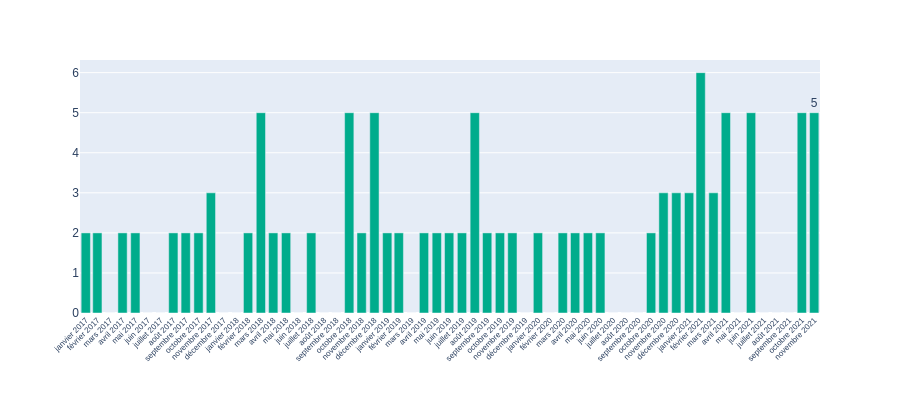 6
5
4
3
2
1
0
5
janvier 2017
février 2017
mars 2017
avril 2017
mai 2017
juin 2017
juillet 2017
août 2017
septembre 2017
octobre 2017
novembre 2017
décembre 2017
janvier 2018
février 2018
mars 2018
avril 2018
mai 2018
juin 2018
juillet 2018
août 2018
septembre 2018
octobre 2018
novembre 2018
décembre 2018
janvier 2019
février 2019
mars 2019
avril 2019
mai 2019
juin 2019
juillet 2019
août 2019
septembre 2019
octobre 2019
novembre 2019
décembre 2019
janvier 2020
février 2020
mars 2020
avril 2020
mai 2020
juin 2020
juillet 2020
août 2020
septembre 2020
octobre 2020
novembre 2020
décembre 2020
janvier 2021
février 2021
mars 2021
avril 2021
mai 2021
juin 2021
juillet 2021
août 2021
septembre 2021
octobre 2021
novembre 2021